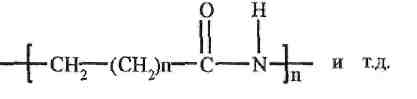 O H
[CH2—(CH2)n—C—N]n и т.д.